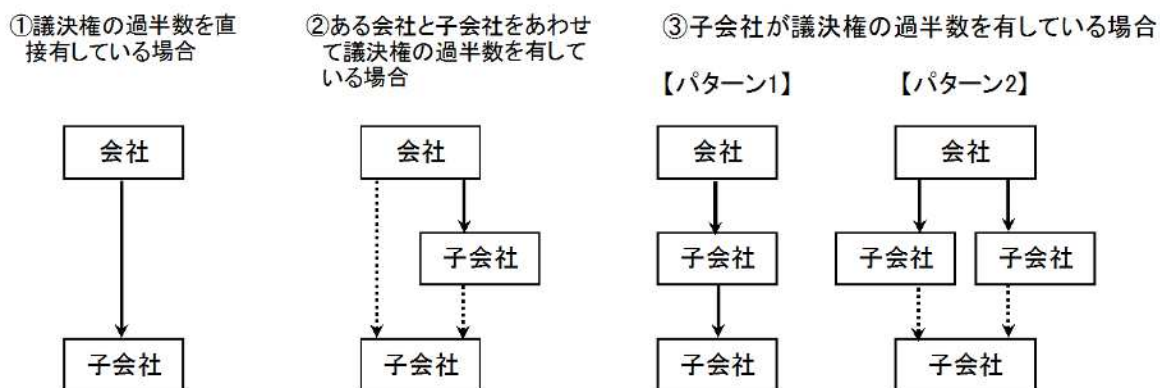 ①議決権の過半数を直
接有している場合
②ある会社と子会社をあわせ
て議決権の過半数を有して
いる場合
③子会社が議決権の過半数を有している場合
【パターン1】
【パターン2】
会社
子会社
会社
子会社
子会社
会社
子会社
子会社
会社
子会社
子会社
子会社